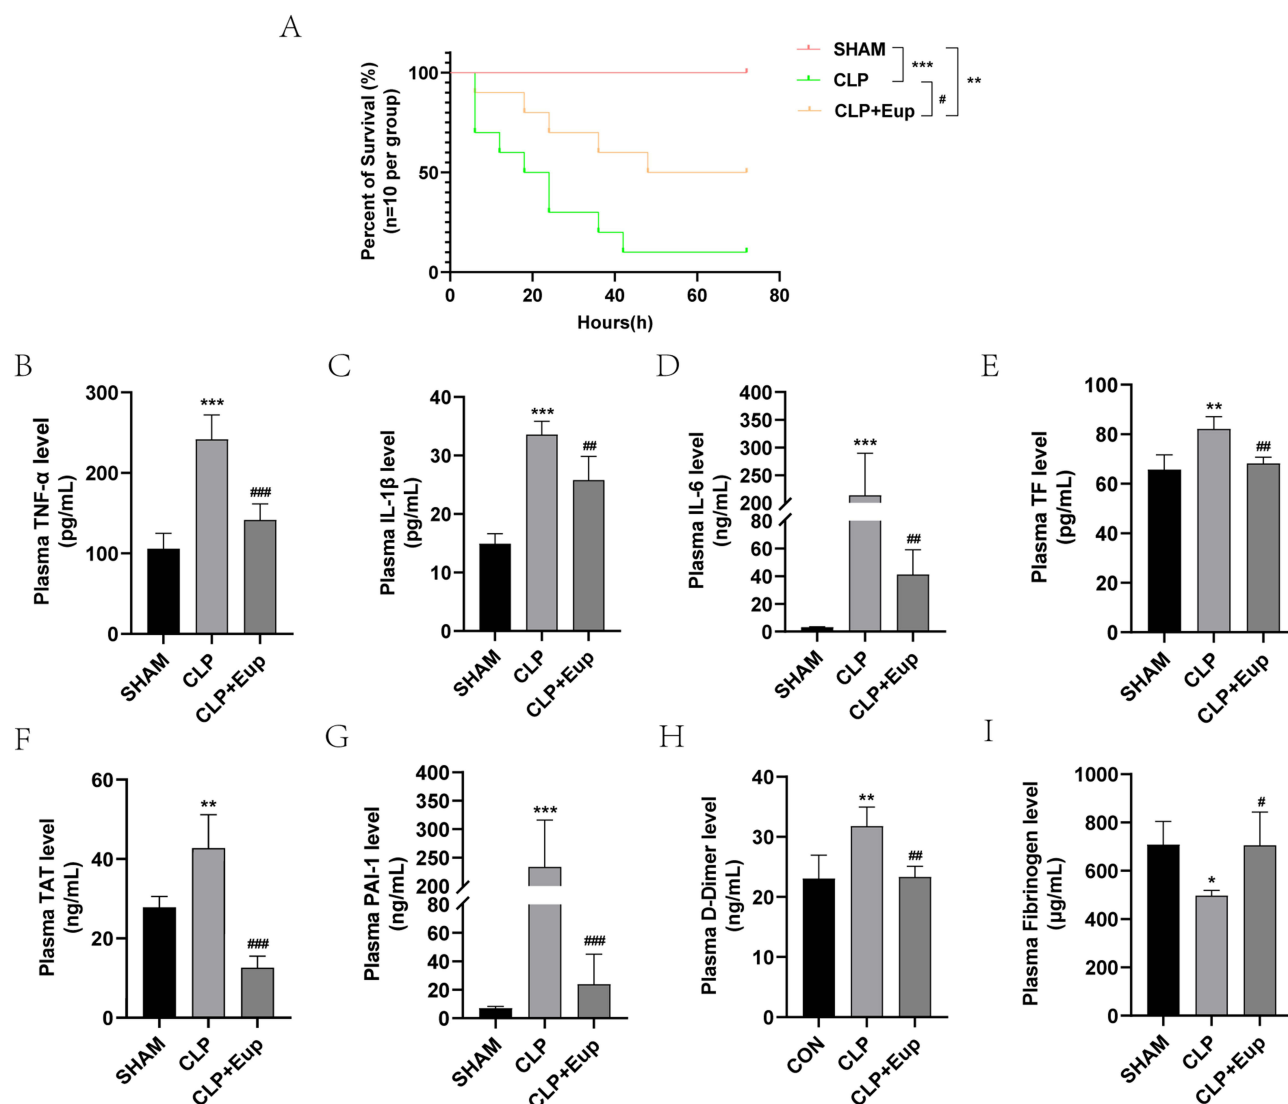 A
Percent of Survival (%)
(n=10 per group)
100
50
0
0 20 40 60 80
Hours(h)
SHAM
CLP
CLP+Eup
***
#
**
B
Plasma TNF-α level
(pg/mL)
300
200
100
0
***
###
SHAM
CLP
CLP+Eup
C
Plasma IL-1β level
(pg/mL)
40
30
20
10
0
***
##
SHAM
CLP
CLP+Eup
D
Plasma IL-6 level
(ng/mL)
400
350
300
250
200
80
60
40
20
0
***
##
SHAM
CLP
CLP+Eup
E
Plasma TF level
(pg/mL)
100
80
60
40
20
0
**
##
SHAM
CLP
CLP+Eup
F
Plasma TAT level
(ng/mL)
60
40
20
0
**
###
SHAM
CLP
CLP+Eup
G
Plasma PAI-1 level
(ng/mL)
400
350
300
250
200
80
60
40
20
0
***
###
SHAM
CLP
CLP+Eup
H
Plasma D-Dimer level
(ng/mL)
40
30
20
10
0
**
##
CON
CLP
CLP+Eup
I
Plasma Fibrinogen level
(μg/mL)
1000
800
600
400
200
0
*
#
SHAM
CLP
CLP+Eup